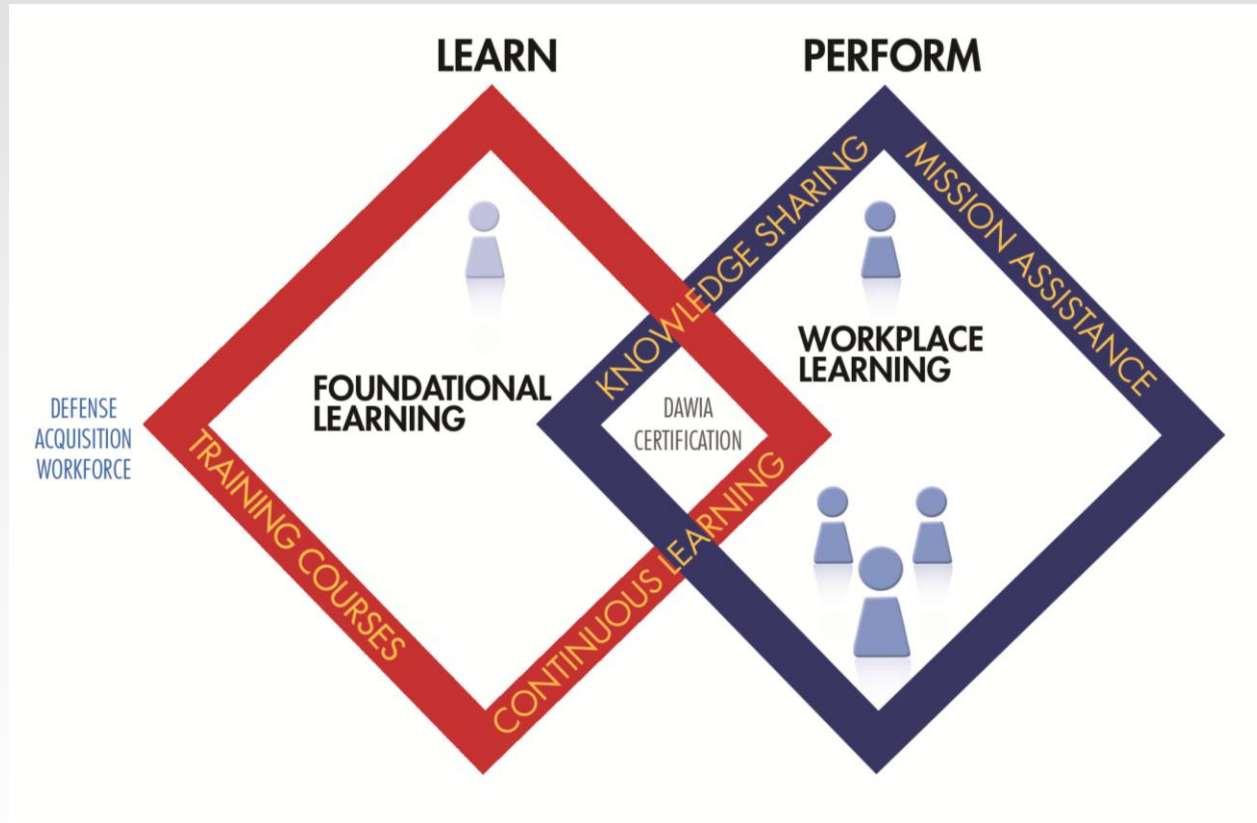 LEARN
PERFORM
KNOWLEDGE SHARING
MISSION ASSISTANCE
FOUNDATIONAL
LEARNING
WORKPLACE
LEARNING
DEFENSE
ACQUISITION
WORKFORCE
DAWIA
CERTIFICATION
TRAINING COURSES
CONTINUOUS LEARNING